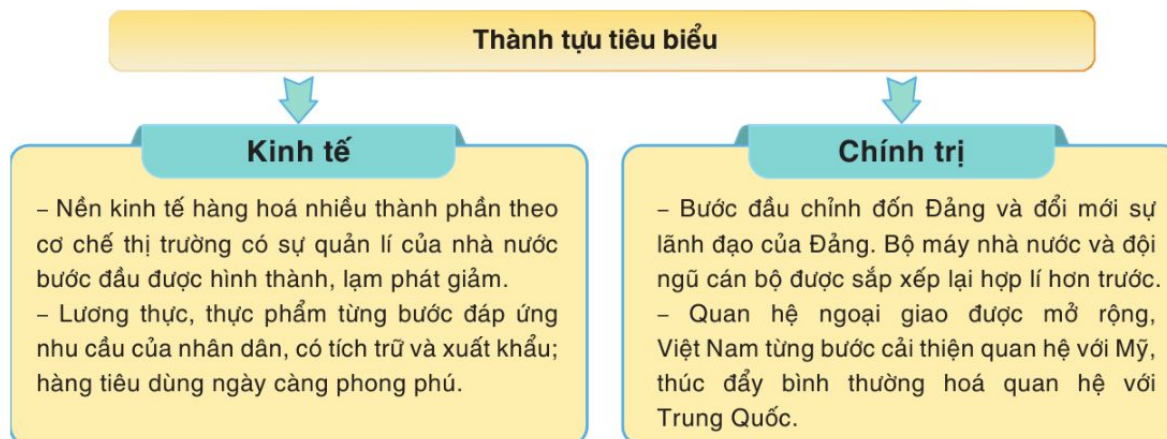 Thành tựu tiêu biểu
Kinh tế
– Nền kinh tế hàng hoá nhiều thành phần theo
cơ chế thị trường có sự quản lí của nhà nước
bước đầu được hình thành, lạm phát giảm.
– Lương thực, thực phẩm từng bước đáp ứng
nhu cầu của nhân dân, có tích trữ và xuất khẩu;
hàng tiêu dùng ngày càng phong phú.
Chính trị
– Bước đầu chỉnh đốn Đảng và đổi mới sự
lãnh đạo của Đảng. Bộ máy nhà nước và đội
ngũ cán bộ được sắp xếp lại hợp lí hơn trước.
– Quan hệ ngoại giao được mở rộng,
Việt Nam từng bước cải thiện quan hệ với Mỹ,
thúc đẩy bình thường hoá quan hệ với
Trung Quốc.